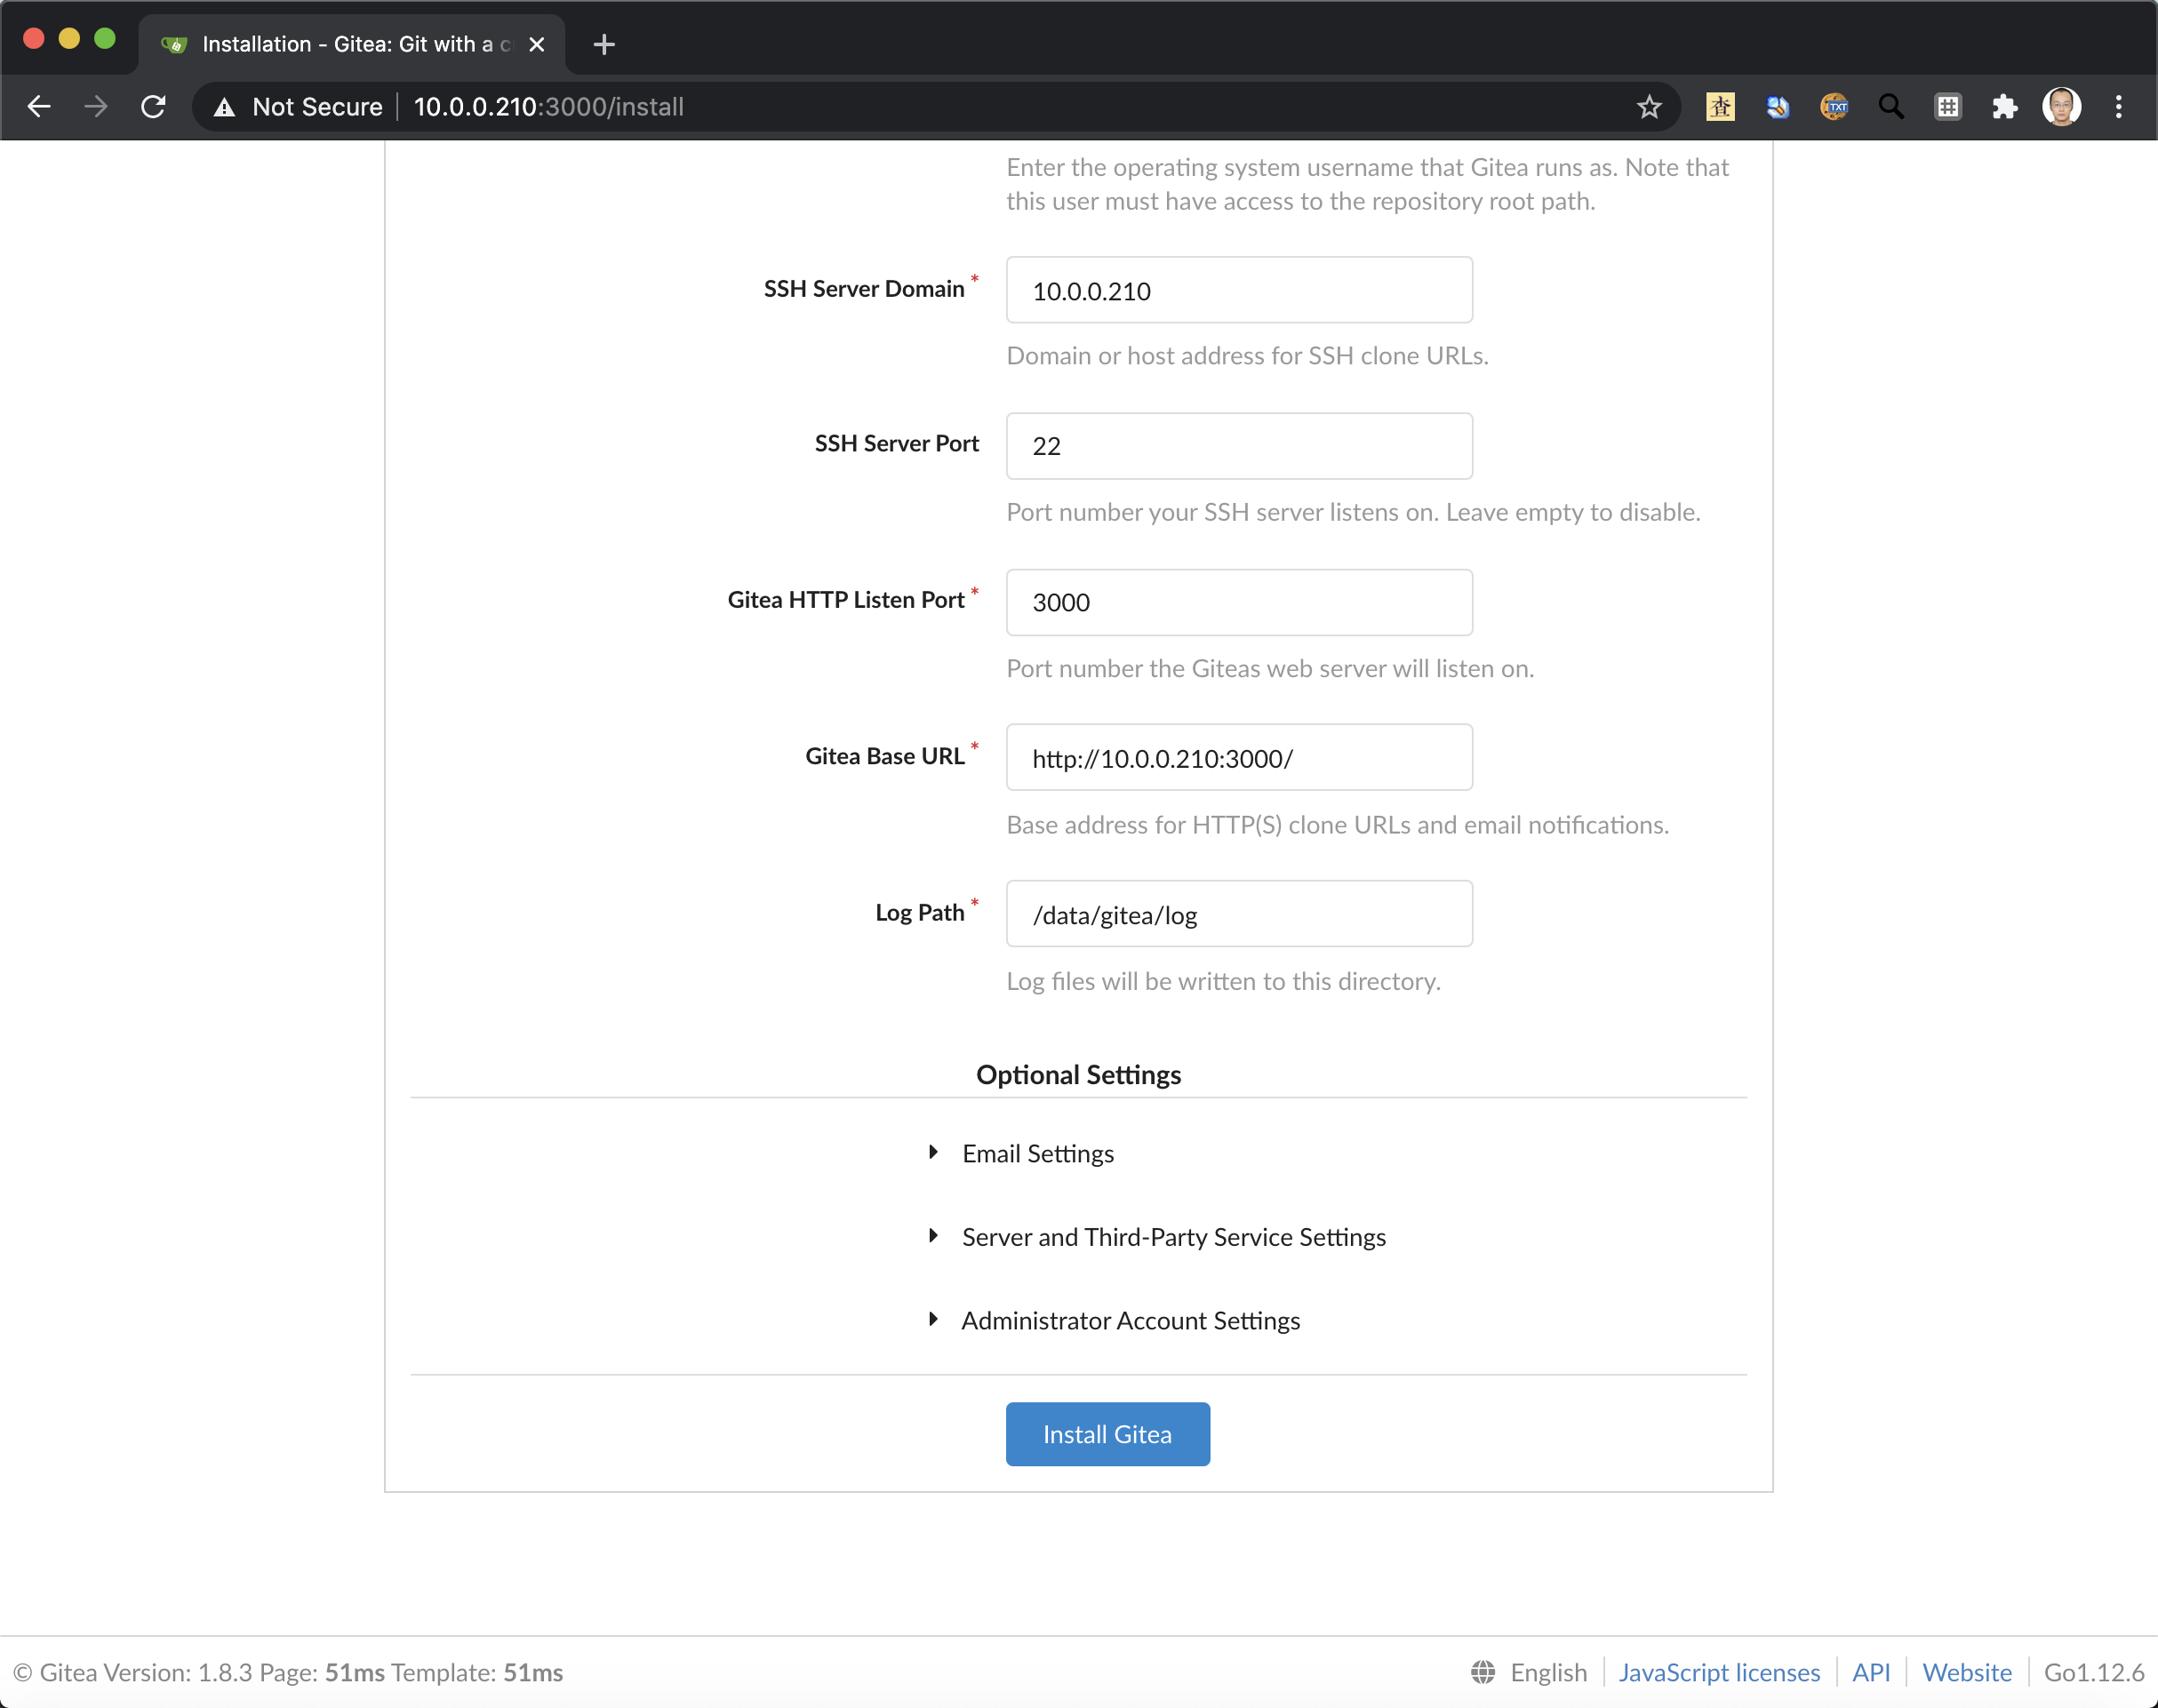 Installation - Gitea: Git with a c
Not Secure
10.0.0.210:3000/install
查
TXT
Enter the operating system username that Gitea runs as. Note that
this user must have access to the repository root path.
SSH Server Domain *
10.0.0.210
Domain or host address for SSH clone URLs.
SSH Server Port
22
Port number your SSH server listens on. Leave empty to disable.
Gitea HTTP Listen Port *
3000
Port number the Giteas web server will listen on.
Gitea Base URL *
http://10.0.0.210:3000/
Base address for HTTP(S) clone URLs and email notifications.
Log Path *
/data/gitea/log
Log files will be written to this directory.
Optional Settings
Email Settings
Server and Third-Party Service Settings
Administrator Account Settings
Install Gitea
© Gitea Version: 1.8.3 Page: 51ms Template: 51ms
English
JavaScript licenses
API
Website
Go1.12.6